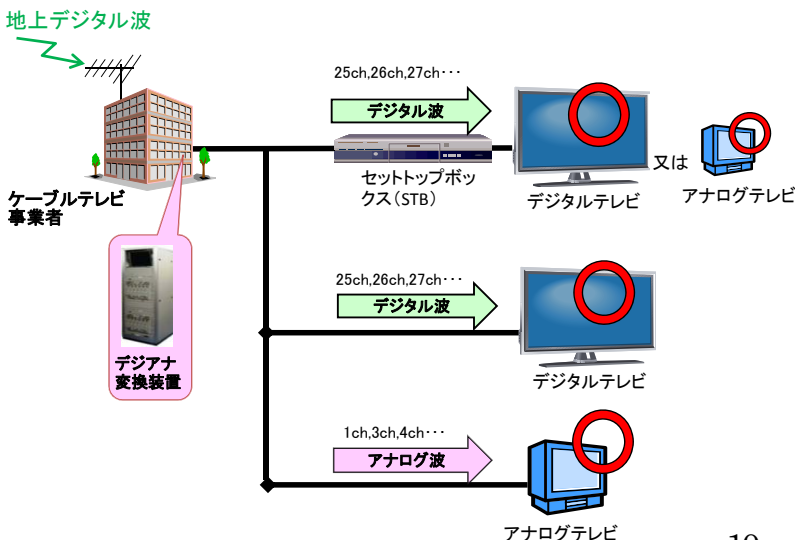 地上デジタル波
25ch,26ch,27ch･･･
デジタル波
セットトップボッ
クス（STB）
デジタルテレビ
又は
アナログテレビ
ケーブルテレビ
事業者
デジアナ
変換装置
25ch,26ch,27ch･･･
デジタル波
デジタルテレビ
1ch,3ch,4ch･･･
アナログ波
アナログテレビ